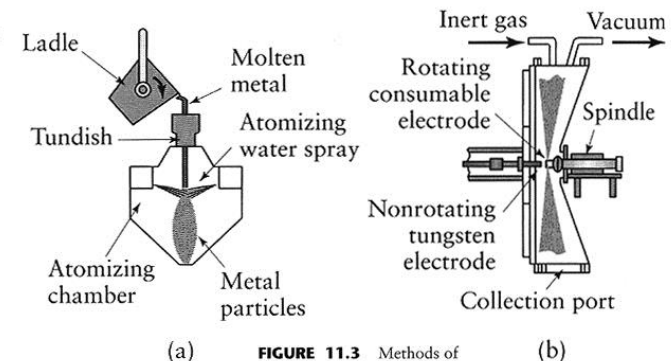 Ladle
Molten
metal
Tundish
Atomizing
water spray
Atomizing
chamber
Metal
particles
(a)
Inert gas
Vacuum
Rotating
consumable
electrode
Spindle
Nonrotating
tungsten
electrode
Collection port
(b)
FIGURE 11.3 Methods of